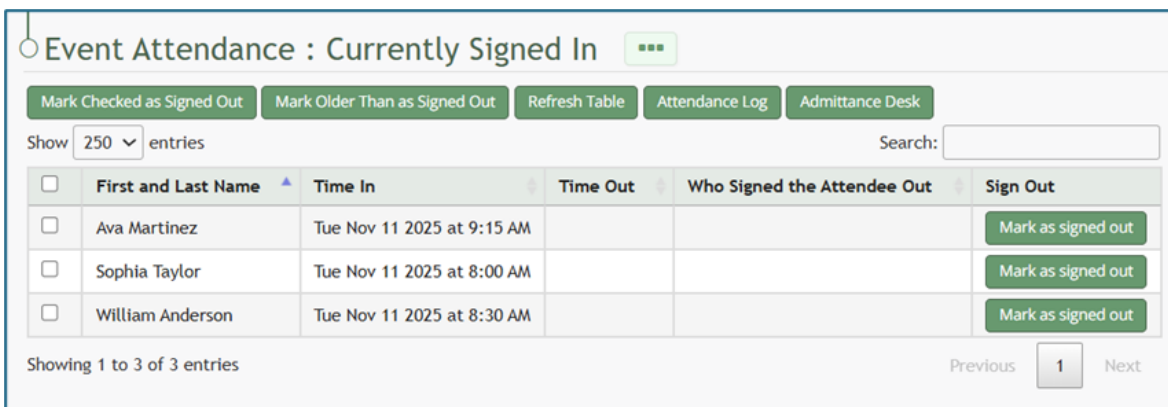 Event Attendance : Currently Signed In
Mark Checked as Signed Out Mark Older Than as Signed Out Refresh Table Attendance Log Admittance Desk
Show 250 entries Search:
First and Last Name Time In Time Out Who Signed the Attendee Out Sign Out
Ava Martinez Tue Nov 11 2025 at 9:15 AM Mark as signed out
Sophia Taylor Tue Nov 11 2025 at 8:00 AM Mark as signed out
William Anderson Tue Nov 11 2025 at 8:30 AM Mark as signed out
Showing 1 to 3 of 3 entries Previous 1 Next